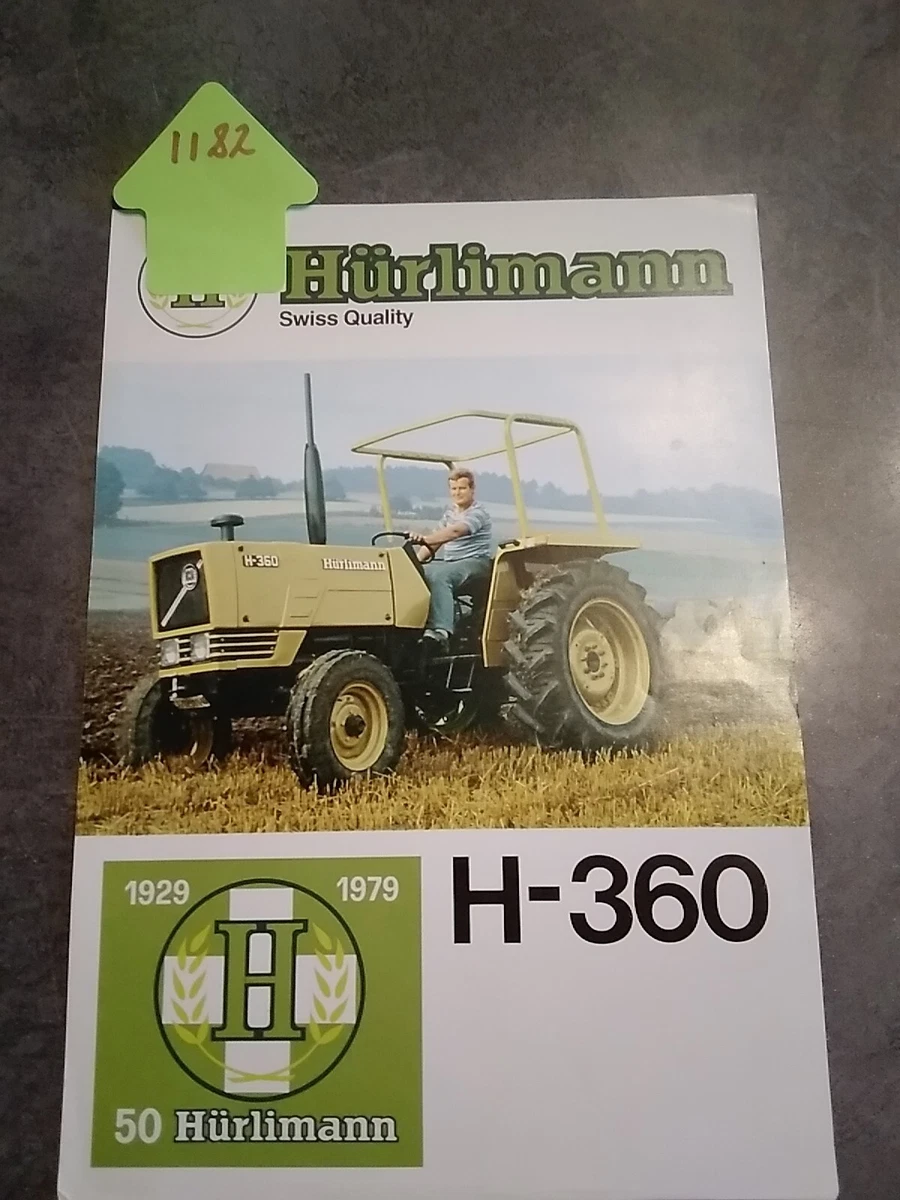 1182
H
Hürlimann
Swiss Quality
H-360
Hürlimann
1929
1979
H
50 Hürlimann
H-360